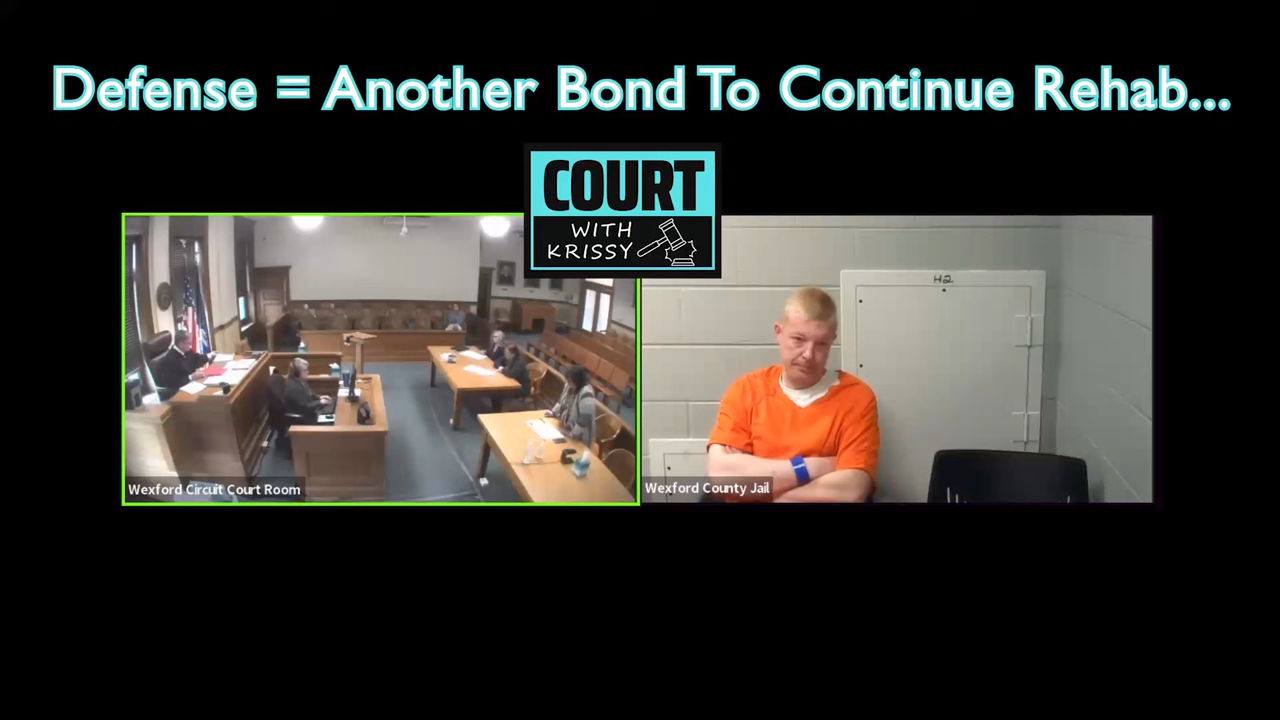 Defense = Another Bond To Continue Rehab...
COURT
WITH
KRISSY
H2
Wexford Circuit Court Room
Wexford County Jail